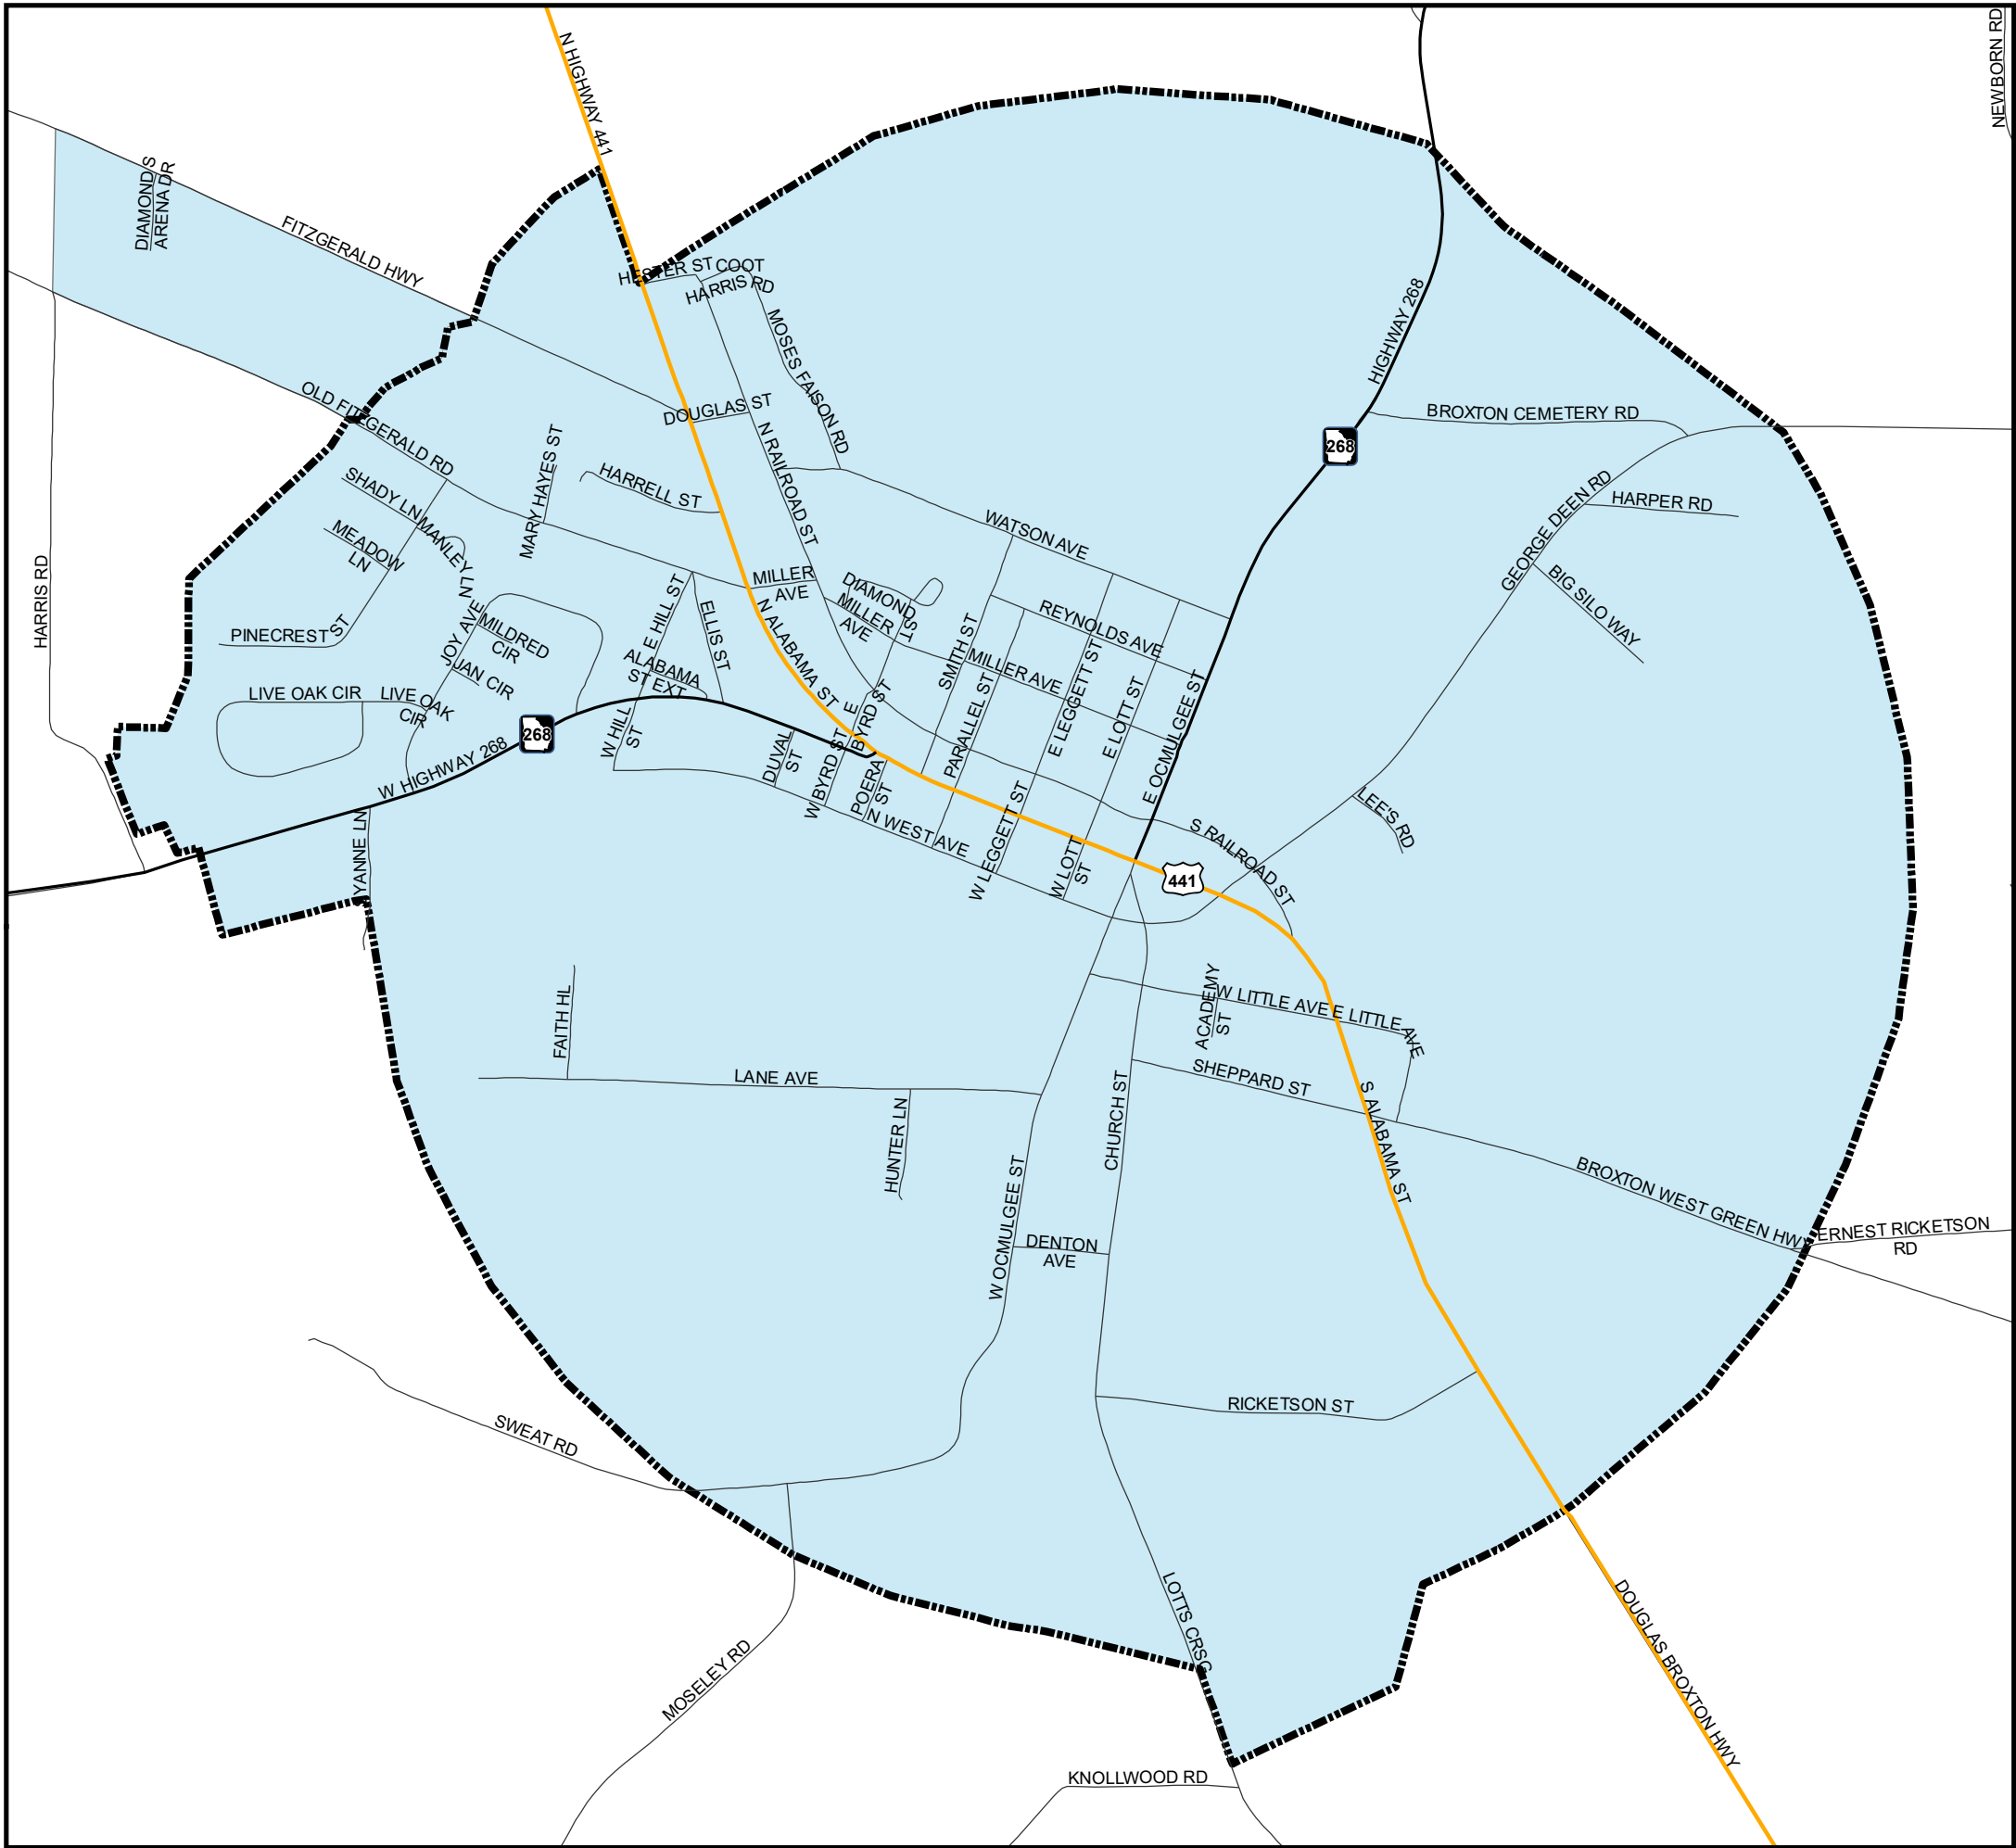 NEWBORN RD
N HIGHWAY 441
DIAMOND S
ARENA DR
FITZGERALD HWY
HESTER ST
COOT
HARRIS RD
MOSES FAISON RD
HIGHWAY 268
OLD FITZGERALD RD
DOUGLAS ST
BROXTON CEMETERY RD
268
N RAILROAD ST
MARY HAYES ST
HARRELL ST
SHADY LN
MANLEY
LN
MEADOW
LN
WATSON AVE
GEORGE DEEN RD
HARPER RD
BIG SILO WAY
HARRIS RD
PINECREST ST
JOY AVE
MILDRED
CIR
JUAN CIR
E HILL ST
ELLIS ST
MILLER
AVE
DIAMOND
ST
MILLER
AVE
N ALABAMA ST
SMITH ST
REYNOLDS AVE
MILLER AVE
ALABAMA
ST EXT
LIVE OAK CIR
LIVE OAK
CIR
268
W HIGHWAY 268
W HILL
ST
DUVAL
ST
W BYRD ST
E
BYRD ST
POERA
ST
PARALLEL ST
E LEGGETT ST
E LOTT ST
E OCMULGEE ST
N WEST AVE
W LEGGETT ST
W LOTT
ST
S RAILROAD ST
LEE'S RD
441
ACADEMY
ST
W LITTLE AVE
E LITTLE AVE
FAITH HL
LANE AVE
HUNTER LN
CHURCH ST
SHEPPARD ST
S ALABAMA ST
W OCMULGEE ST
DENTON
AVE
BROXTON WEST GREEN HWY
ERNEST RICKETSON
RD
RICKETSON ST
SWEAT RD
LOTTS CRSG
MOSELEY RD
DOUGLAS BROXTON HWY
KNOLLWOOD RD